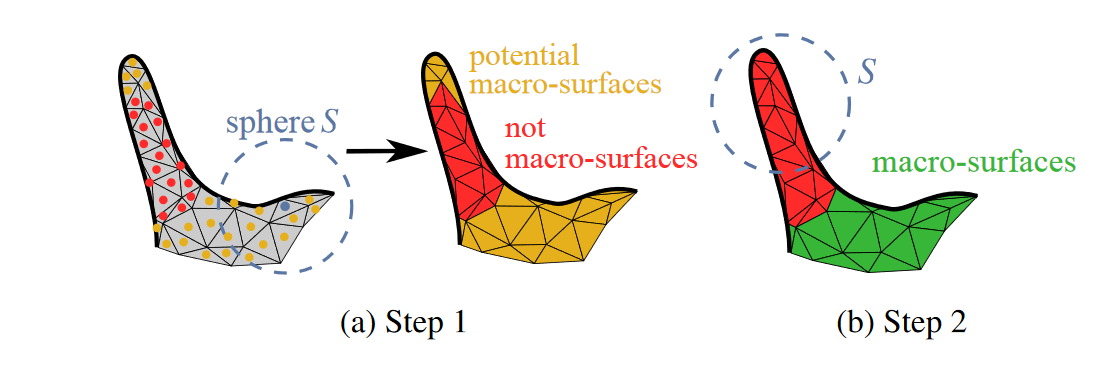 potential
macro-surfaces
sphere S
not
macro-surfaces
S
macro-surfaces
(a) Step 1
(b) Step 2